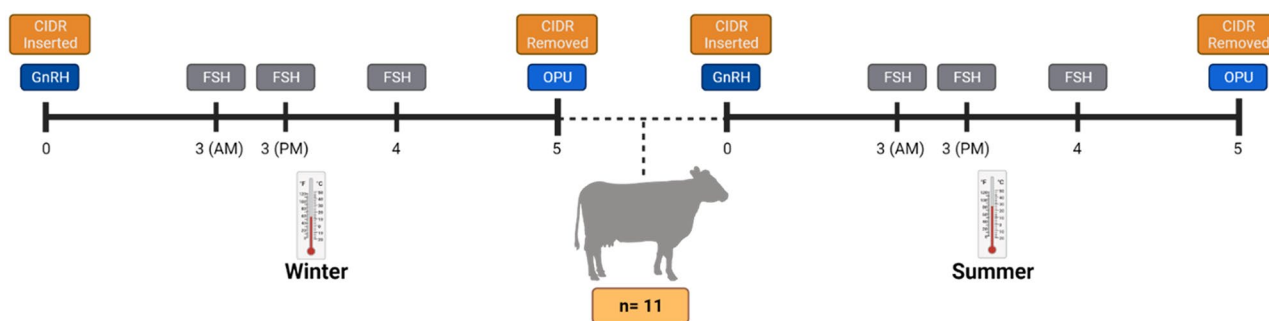 CIDR
Inserted
CIDR
Removed
CIDR
Inserted
CIDR
Removed
GnRH
FSH
FSH
FSH
OPU
GnRH
FSH
FSH
FSH
OPU
0
3 (AM)
3 (PM)
4
5
0
3 (AM)
3 (PM)
4
5
°F
°C
°F
°C
Winter
Summer
n= 11